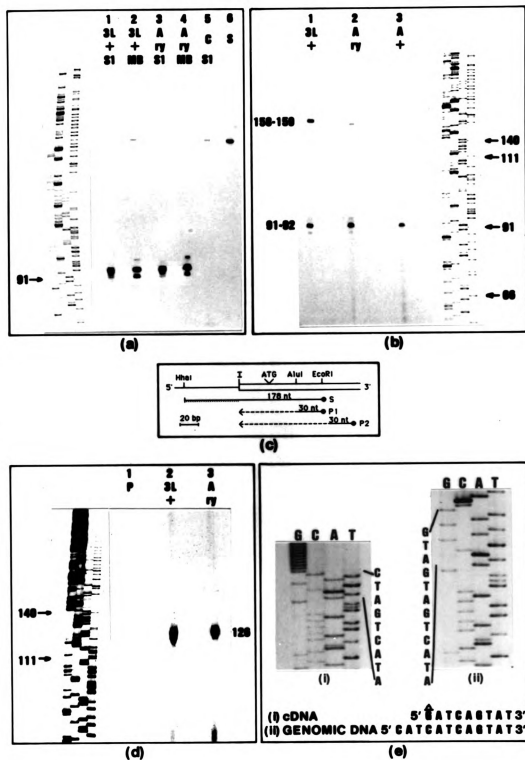 1 2 3 4 5 6
3L 3L A A C S
+ + ry ry
S1 MB S1 MB S1
91→
(a)
1 2 3
3L A A
+ ry +
158-159
←140
←111
91-92
←91
←66
(b)
HhaI I ATG AluI EcoRI
5' 3'
178 nt S
30 nt P1
20 bp 30 nt P2
(c)
1 2 3
P 3L A
+ ry
140→
120
111→
(d)
G C A T
G C A T
C
T
A
G
T
C
A
T
A
(i)
G
T
A
G
T
A
G
T
C
A
T
A
(ii)
(i) cDNA 5' GATCAGTAT3'
(ii) GENOMIC DNA 5' CATCATCAGTAT3'
(e)